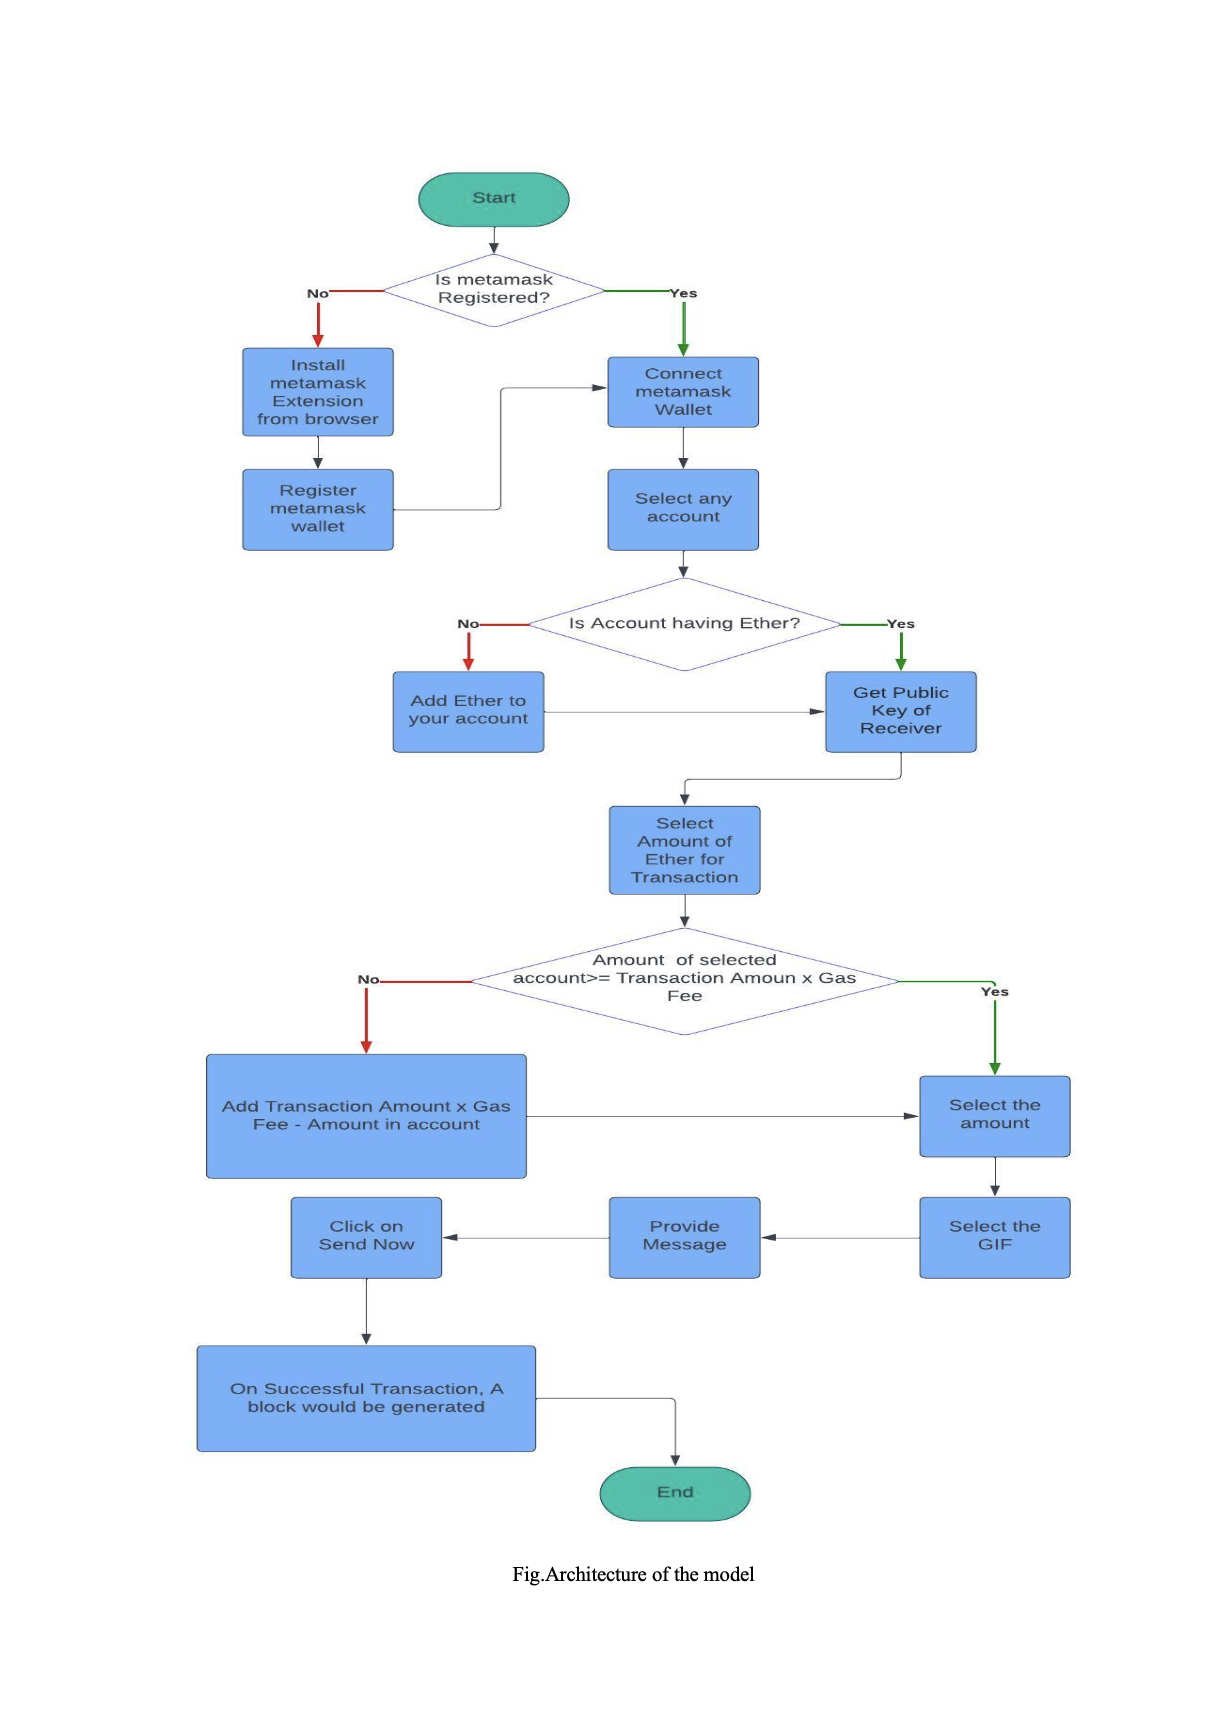 Start
Is metamask
Registered?
No
Yes
Install
metamask
Extension
from browser
Connect
metamask
Wallet
Register
metamask
wallet
Select any
account
Is Account having Ether?
No
Yes
Add Ether to
your account
Get Public
Key of
Receiver
Select
Amount of
Ether for
Transaction
Amount of selected
account>= Transaction Amoun x Gas
Fee
No
Yes
Add Transaction Amount x Gas
Fee - Amount in account
Select the
amount
Select the
GIF
Provide
Message
Click on
Send Now
On Successful Transaction, A
block would be generated
End
Fig.Architecture of the model